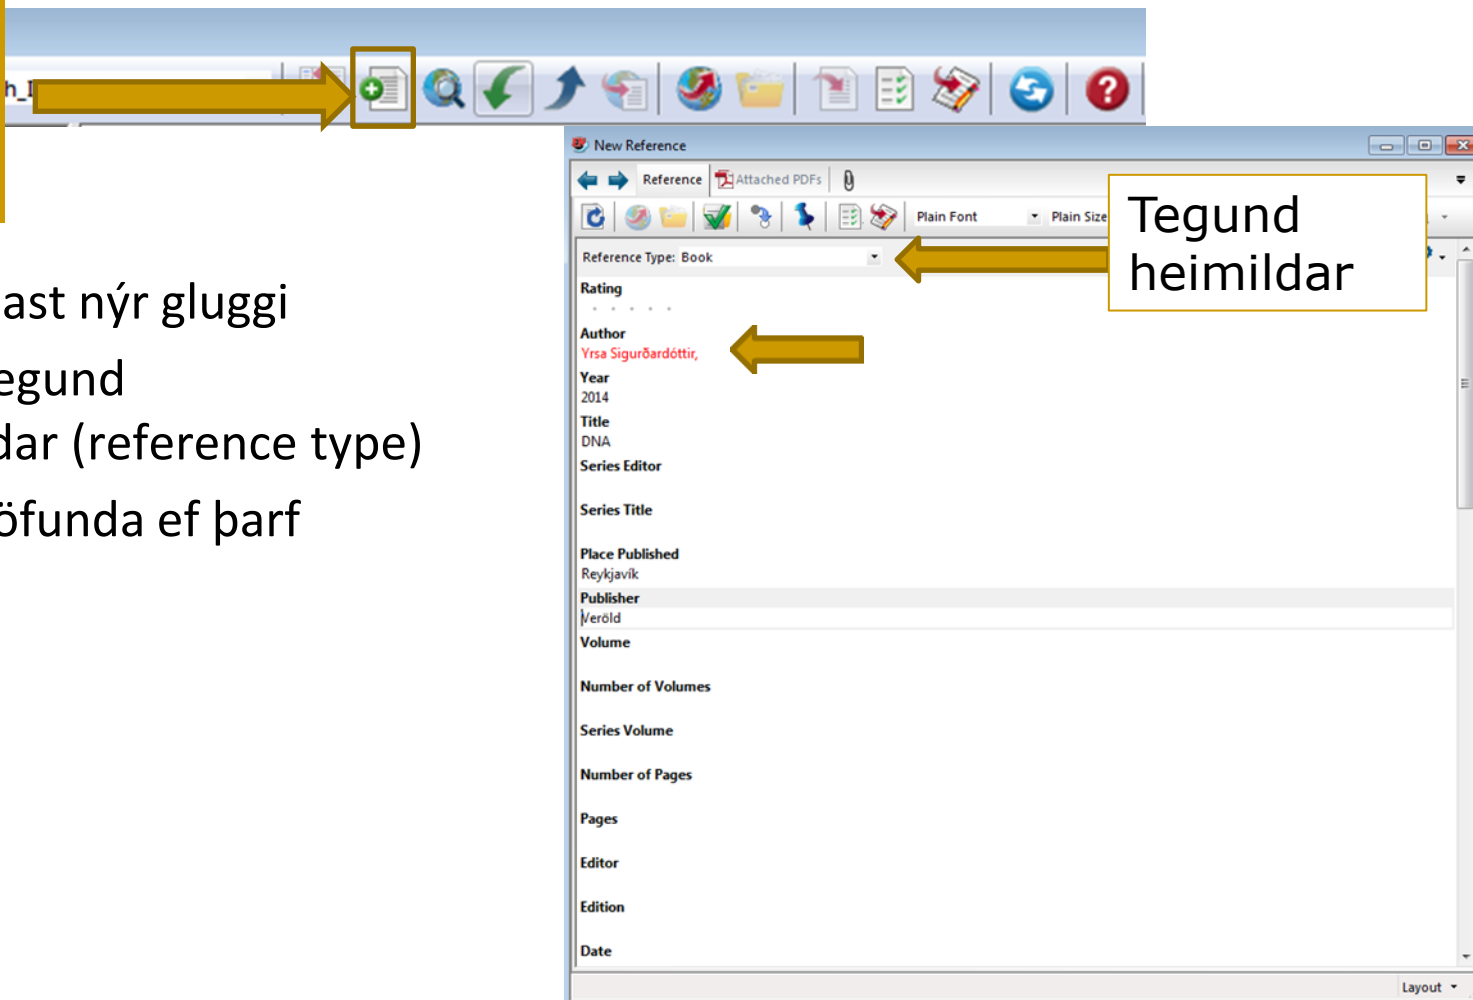 New Reference
Reference
Attached PDFs
Plain Font
Plain Size
Tegund
heimildar
Reference Type: Book
Rating
Author
Yrsa Sigurðardóttir,
Year
2014
Title
DNA
Series Editor
Series Title
Place Published
Reykjavík
Publisher
Veröld
Volume
Number of Volumes
Series Volume
Number of Pages
Pages
Editor
Edition
Date
Layout
ast nýr gluggi
egund
dar (reference type)
öfunda ef þarf